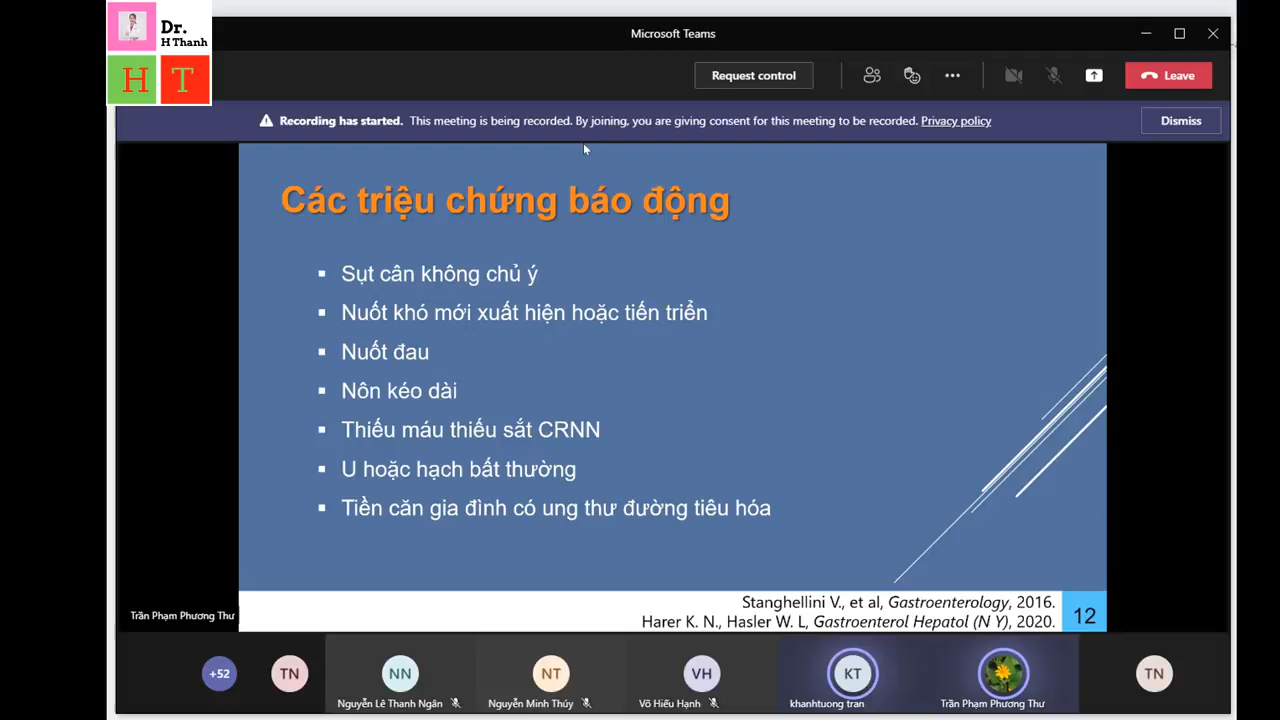 Dr.
H Thanh
H T
Microsoft Teams
Request control
Leave
Recording has started. This meeting is being recorded. By joining, you are giving consent for this meeting to be recorded. Privacy policy
Dismiss
Các triệu chứng báo động
▪ Sụt cân không chủ ý
▪ Nuốt khó mới xuất hiện hoặc tiến triển
▪ Nuốt đau
▪ Nôn kéo dài
▪ Thiếu máu thiếu sắt CRNN
▪ U hoặc hạch bất thường
▪ Tiền căn gia đình có ung thư đường tiêu hóa
Stanghellini V., et al, Gastroenterology, 2016.
Harer K. N., Hasler W. L, Gastroenterol Hepatol (N Y), 2020.
12
Trần Phạm Phương Thư
+52
TN
NN
NT
VH
KT
TN
Nguyễn Lê Thanh Ngân
Nguyễn Minh Thúy
Võ Hiếu Hạnh
khanhtuong tran
Trần Phạm Phương Thư